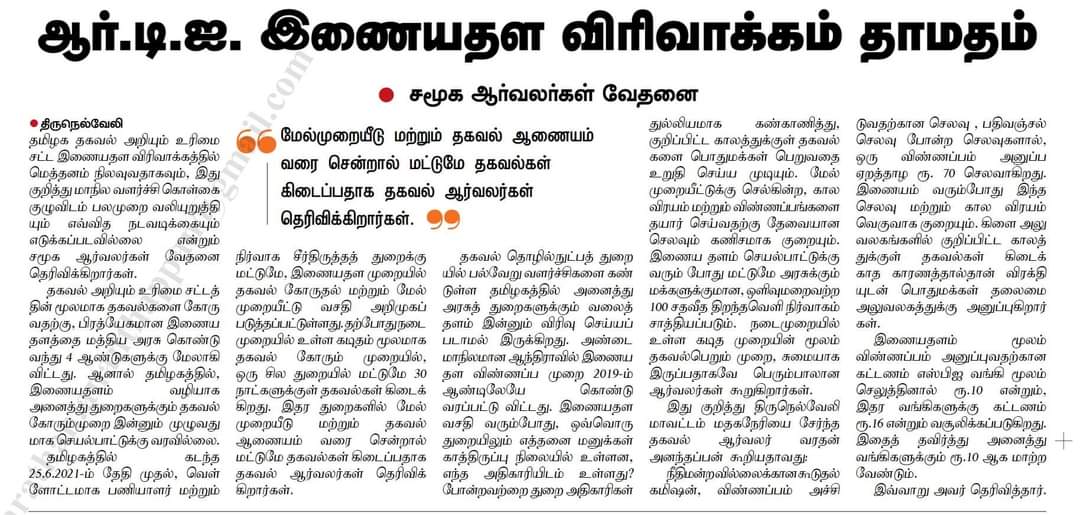 ஆர்.டி.ஐ. இணையதள விரிவாக்கம் தாமதம்
● சமூக ஆர்வலர்கள் வேதனை
● திருநெல்வேலி
தமிழக தகவல் அறியும் உரிமை
சட்ட இணையதள விரிவாக்கத்தில்
மெத்தனம் நிலவுவதாகவும், இது
குறித்து மாநில வளர்ச்சி கொள்கை
குழுவிடம் பலமுறை வலியுறுத்தி
யும் எவ்வித நடவடிக்கையும்
எடுக்கப்படவில்லை என்றும்
சமூக ஆர்வலர்கள் வேதனை
தெரிவிக்கிறார்கள்.
தகவல் அறியும் உரிமை சட்டத்
தின் மூலமாக தகவல்களை கோரு
வதற்கு, பிரத்யேகமான இணைய
தளத்தை மத்திய அரசு கொண்டு
வந்து 4 ஆண்டுகளுக்கு மேலாகி
விட்டது. ஆனால் தமிழகத்தில்,
இணையதளம் வழியாக
அனைத்து துறைகளுக்கும் தகவல்
கோரும்முறை இன்னும் முழுவது
மாக செயல்பாட்டுக்கு வரவில்லை.
தமிழகத்தில் கடந்த
25.6.2021-ம் தேதி முதல், வெள்
ளோட்டமாக பணியாளர் மற்றும்
❝ மேல்முறையீடு மற்றும் தகவல் ஆணையம்
வரை சென்றால் மட்டுமே தகவல்கள்
கிடைப்பதாக தகவல் ஆர்வலர்கள்
தெரிவிக்கிறார்கள். ❞
நிர்வாக சீர்திருத்தத் துறைக்கு
மட்டுமே, இணையதள முறையில்
தகவல் கோருதல் மற்றும் மேல்
முறையீட்டு வசதி அறிமுகப்
படுத்தப்பட்டுள்ளது.தற்போதுநடை
முறையில் உள்ள கடிதம் மூலமாக
தகவல் கோரும் முறையில்,
ஒரு சில துறையில் மட்டுமே 30
நாட்களுக்குள் தகவல்கள் கிடைக்
கிறது. இதர துறைகளில் மேல்
முறையீடு மற்றும் தகவல்
ஆணையம் வரை சென்றால்
மட்டுமே தகவல்கள் கிடைப்பதாக
தகவல் ஆர்வலர்கள் தெரிவிக்
கிறார்கள்.
தகவல் தொழில்நுட்பத் துறை
யில் பல்வேறு வளர்ச்சிகளை கண்
டுள்ள தமிழகத்தில் அனைத்து
அரசுத் துறைகளுக்கும் வலைத்
தளம் இன்னும் விரிவு செய்யப்
படாமல் இருக்கிறது. அண்டை
மாநிலமான ஆந்திராவில் இணைய
தள விண்ணப்ப முறை 2019-ம்
ஆண்டிலேயே கொண்டு
வரப்பட்டு விட்டது. இணையதள
வசதி வரும்போது, ஒவ்வொரு
துறையிலும் எத்தனை மனுக்கள்
காத்திருப்பு நிலையில் உள்ளன,
எந்த அதிகாரியிடம் உள்ளது?
போன்றவற்றை துறை அதிகாரிகள்
துல்லியமாக கண்காணித்து,
குறிப்பிட்ட காலத்துக்குள் தகவல்
களை பொதுமக்கள் பெறுவதை
உறுதி செய்ய முடியும். மேல்
முறையீட்டுக்கு செல்கின்ற, கால
விரயம் மற்றும் விண்ணப்பங்களை
தயார் செய்வதற்கு தேவையான
செலவும் கணிசமாக குறையும்.
இணைய தளம் செயல்பாட்டுக்கு
வரும் போது மட்டுமே அரசுக்கும்
மக்களுக்குமான, ஒளிவுமறைவற்ற
100 சதவீத திறந்தவெளி நிர்வாகம்
சாத்தியப்படும். நடைமுறையில்
உள்ள கடித முறையின் மூலம்
தகவல்பெறும் முறை, சுமையாக
இருப்பதாகவே பெரும்பாலான
ஆர்வலர்கள் கூறுகிறார்கள்.
இது குறித்து திருநெல்வேலி
மாவட்டம் மதகநேரியை சேர்ந்த
தகவல் ஆர்வலர் வரதன்
அனந்தப்பன் கூறியதாவது:
நீதிமன்றவில்லைக்கானகூடுதல்
கமிஷன், விண்ணப்பம் அச்சி
டுவதற்கான செலவு , பதிவஞ்சல்
செலவு போன்ற செலவுகளால்,
ஒரு விண்ணப்பம் அனுப்ப
ஏறத்தாழ ரூ. 70 செலவாகிறது.
இணையம் வரும்போது இந்த
செலவு மற்றும் கால விரயம்
வெகுவாக குறையும். கிளை அலு
வலகங்களில் குறிப்பிட்ட காலத்
துக்குள் தகவல்கள் கிடைக்
காத காரணத்தால்தான் விரக்தி
யுடன் பொதுமக்கள் தலைமை
அலுவலகத்துக்கு அனுப்புகிறார்
கள்.
இணையதளம் மூலம்
விண்ணப்பம் அனுப்புவதற்கான
கட்டணம் எஸ்பிஐ வங்கி மூலம்
செலுத்தினால் ரூ.10 என்றும்,
இதர வங்கிகளுக்கு கட்டணம்
ரூ.16 என்றும் வசூலிக்கப்படுகிறது.
இதைத் தவிர்த்து அனைத்து
வங்கிகளுக்கும் ரூ.10 ஆக மாற்ற
வேண்டும்.
இவ்வாறு அவர் தெரிவித்தார்.